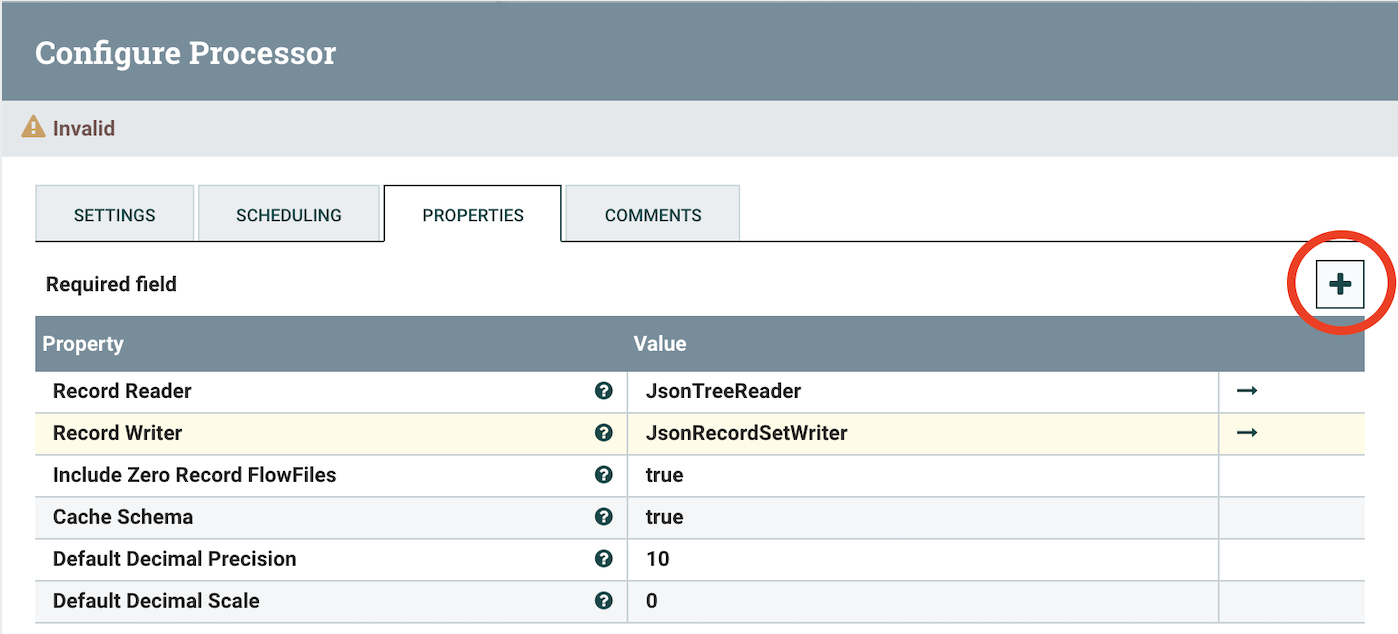 Configure Processor
Invalid
SETTINGS SCHEDULING PROPERTIES COMMENTS
Required field
Property Value
Record Reader JsonTreeReader
Record Writer JsonRecordSetWriter
Include Zero Record FlowFiles true
Cache Schema true
Default Decimal Precision 10
Default Decimal Scale 0